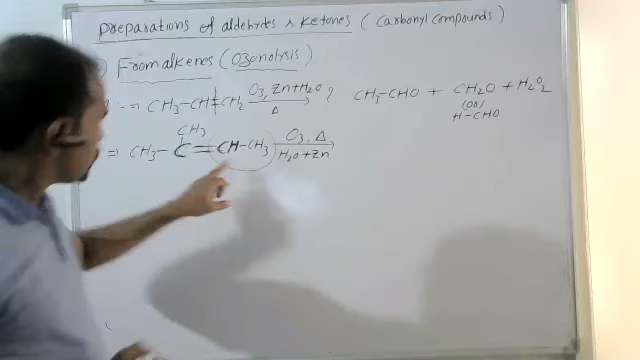 Preparations of aldehydes & ketones (Carbonyl compounds)
From alkenes (Ozonolysis)
CH3-CH=CH2 O3, Zn+H2O Δ ? CH3-CHO + CH2O + H2O2
(or)
H-CHO
CH3
⇒ CH3-C=CH-CH3 O3, Δ H2O+Zn